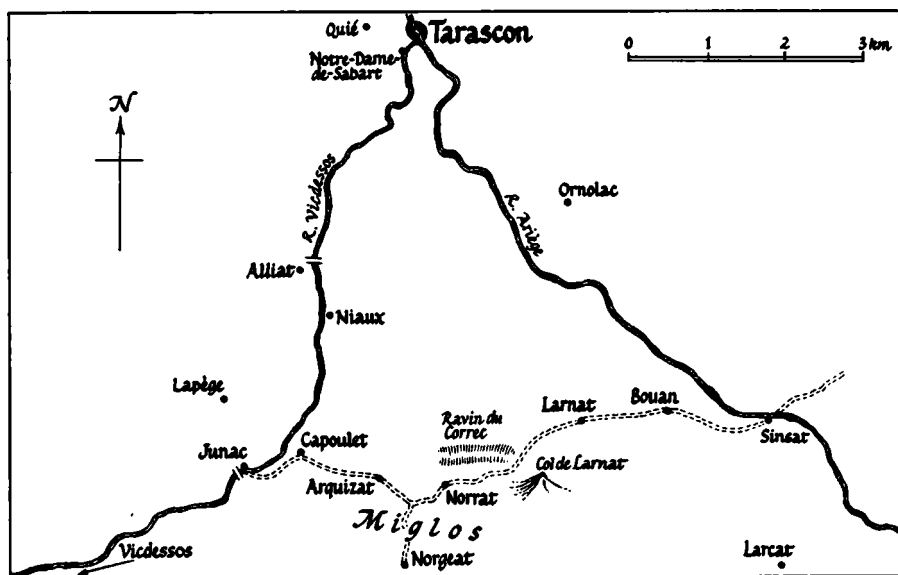 Quié
Tarascon
Notre-Dame-
de-Sabart
0 1 2 3 km
N
R. Vicdessos
Ornolac
R. Ariège
Alliat
Niaux
Lapège
Junac
Capoulet
Arquizat
Ravin du
Correc
Larnat
Bouan
Sinsat
Col de Larnat
Norrat
Miglos
Norgeat
Vicdessos
Larcat